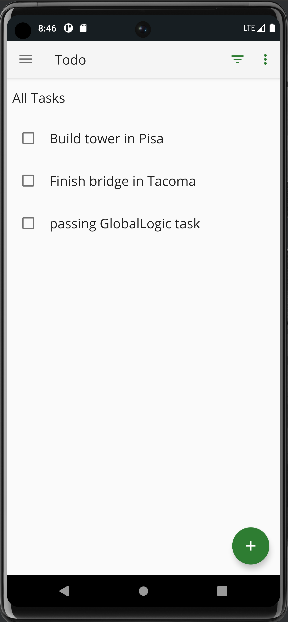 8:46
LTE
Todo
All Tasks
Build tower in Pisa
Finish bridge in Tacoma
passing GlobalLogic task